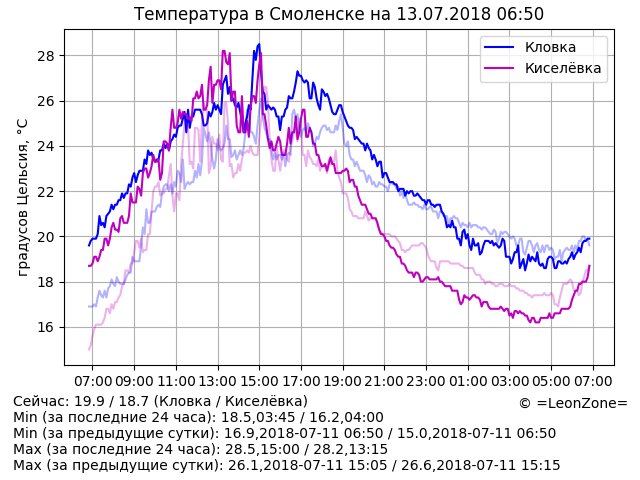 Температура в Смоленске на 13.07.2018 06:50
Кловка
Киселёвка
градусов Цельсия, °C
28
26
24
22
20
18
16
07:00 09:00 11:00 13:00 15:00 17:00 19:00 21:00 23:00 01:00 03:00 05:00 07:00
Сейчас: 19.9 / 18.7 (Кловка / Киселёвка)
© =LeonZone=
Min (за последние 24 часа): 18.5,03:45 / 16.2,04:00
Min (за предыдущие сутки): 16.9,2018-07-11 06:50 / 15.0,2018-07-11 06:50
Max (за последние 24 часа): 28.5,15:00 / 28.2,13:15
Max (за предыдущие сутки): 26.1,2018-07-11 15:05 / 26.6,2018-07-11 15:15